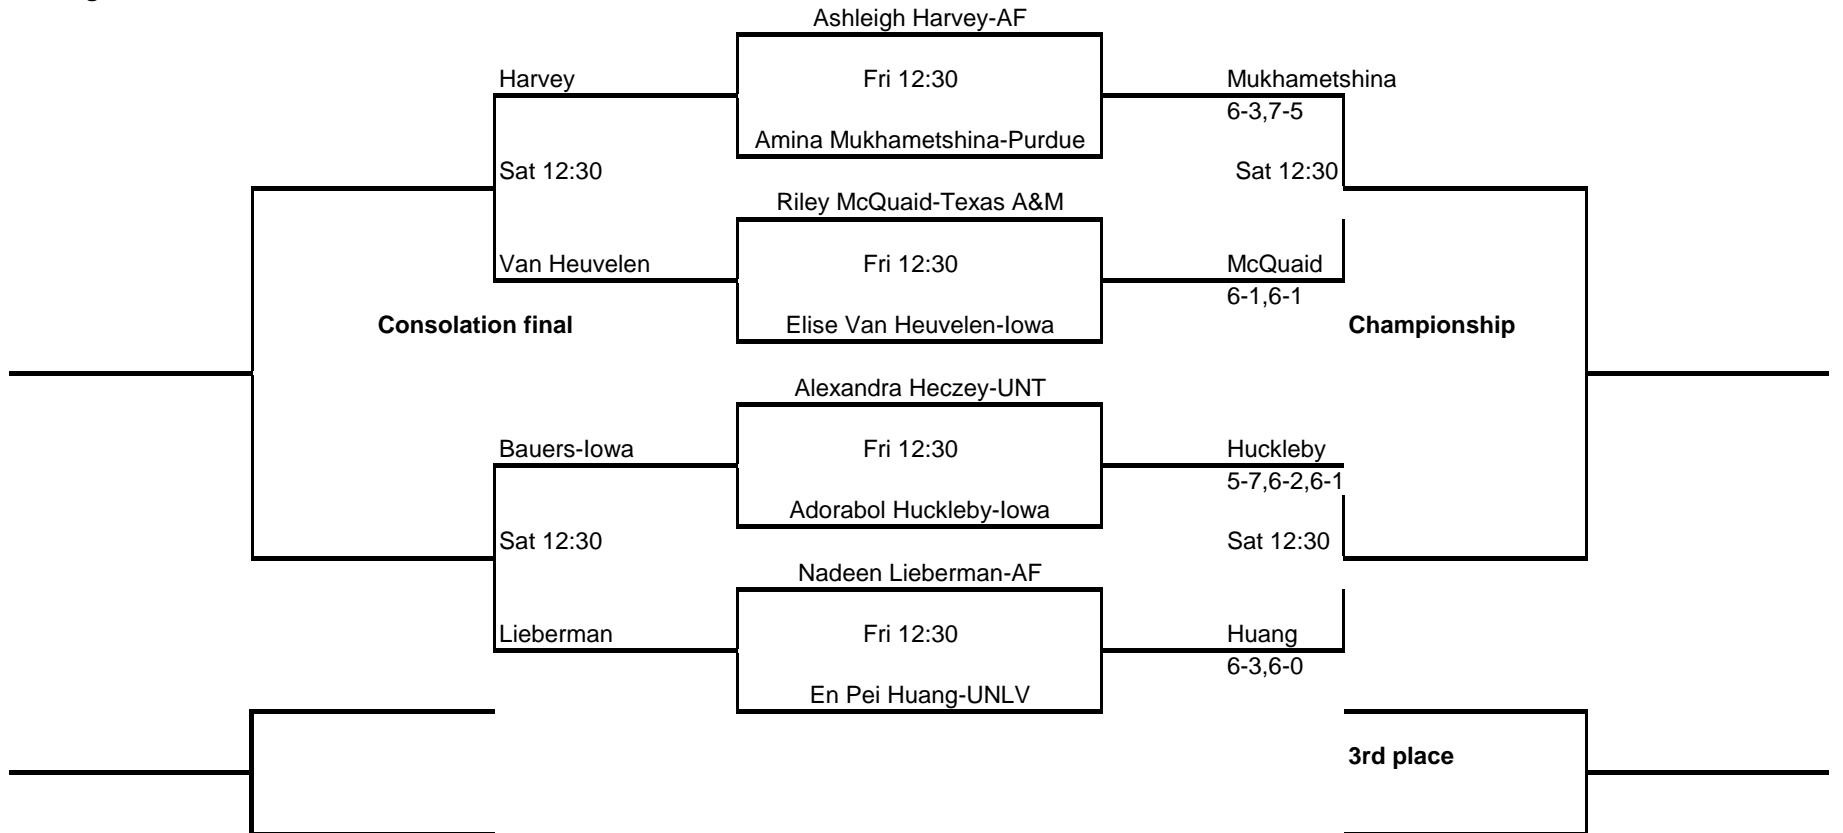 Ashleigh Harvey-AF
Harvey
Fri 12:30
Mukhametshina
6-3,7-5
Amina Mukhametshina-Purdue
Sat 12:30
Sat 12:30
Riley McQuaid-Texas A&M
Van Heuvelen
Fri 12:30
McQuaid
6-1,6-1
Consolation final
Elise Van Heuvelen-Iowa
Championship
Alexandra Heczey-UNT
Bauers-Iowa
Fri 12:30
Huckleby
5-7,6-2,6-1
Adorabol Huckleby-Iowa
Sat 12:30
Sat 12:30
Nadeen Lieberman-AF
Lieberman
Fri 12:30
Huang
6-3,6-0
En Pei Huang-UNLV
3rd place